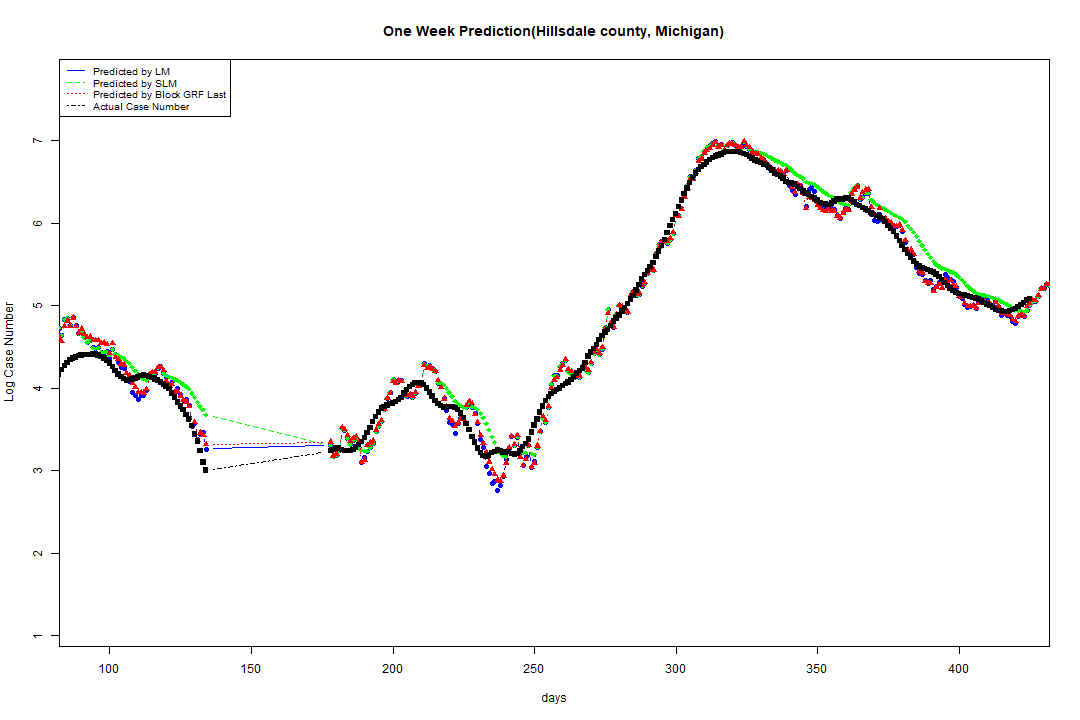 One Week Prediction(Hillsdale county, Michigan)
Predicted by LM
Predicted by SLM
Predicted by Block GRF Last
Actual Case Number
Log Case Number
7
6
5
4
3
2
1
100 150 200 250 300 350 400
days